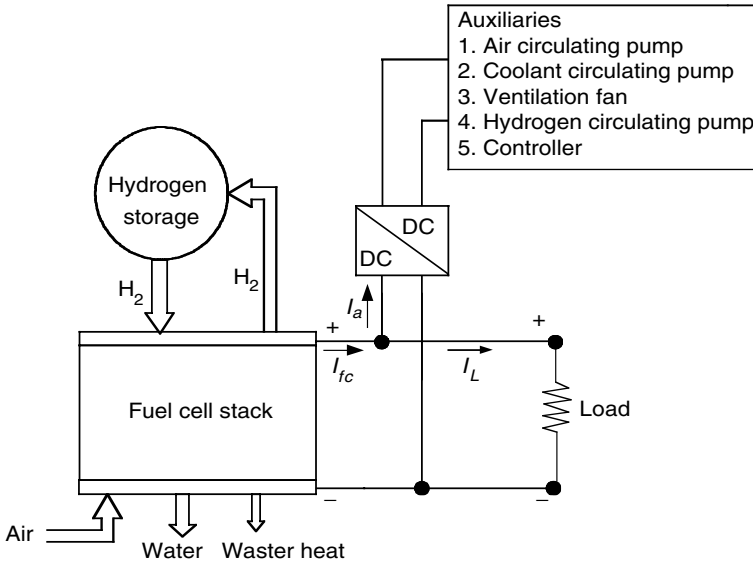 Auxiliaries
1. Air circulating pump
2. Coolant circulating pump
3. Ventilation fan
4. Hydrogen circulating pump
5. Controller
Hydrogen
storage
DC
DC
H2
H2
Ia
+
+
Ifc
IL
Fuel cell stack
Load
–
–
Air
Water
Waster heat